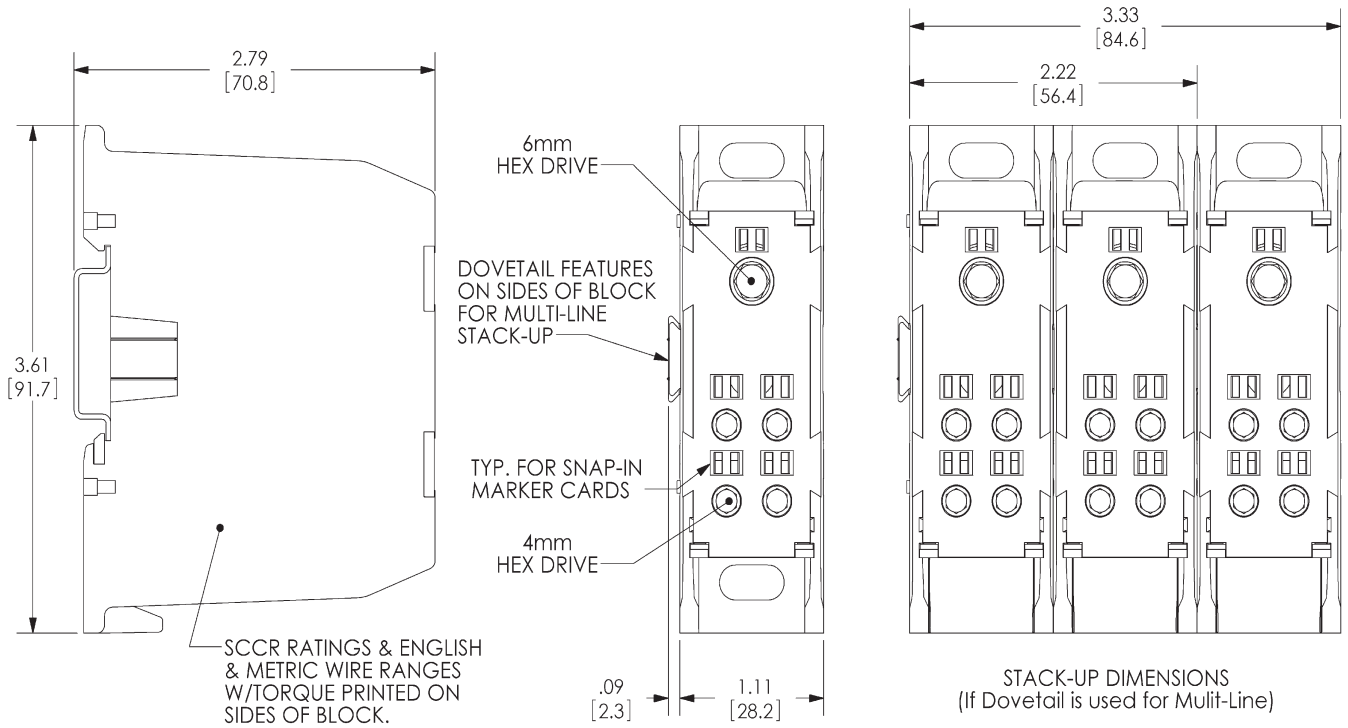 3.33
[84.6]
2.79
[70.8]
2.22
[56.4]
6mm
HEX DRIVE
DOVETAIL FEATURES
ON SIDES OF BLOCK
FOR MULTI-LINE
STACK-UP
3.61
[91.7]
TYP. FOR SNAP-IN
MARKER CARDS
4mm
HEX DRIVE
SCCR RATINGS & ENGLISH
& METRIC WIRE RANGES
W/TORQUE PRINTED ON
SIDES OF BLOCK.
.09
[2.3]
1.11
[28.2]
STACK-UP DIMENSIONS
(If Dovetail is used for Mulit-Line)